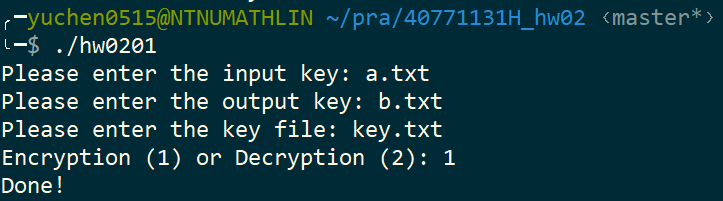 ╭─yuchen0515@NTNUMATHLIN ~/pra/40771131H_hw02 ‹master*›
╰─$ ./hw0201
Please enter the input key: a.txt
Please enter the output key: b.txt
Please enter the key file: key.txt
Encryption (1) or Decryption (2): 1
Done!